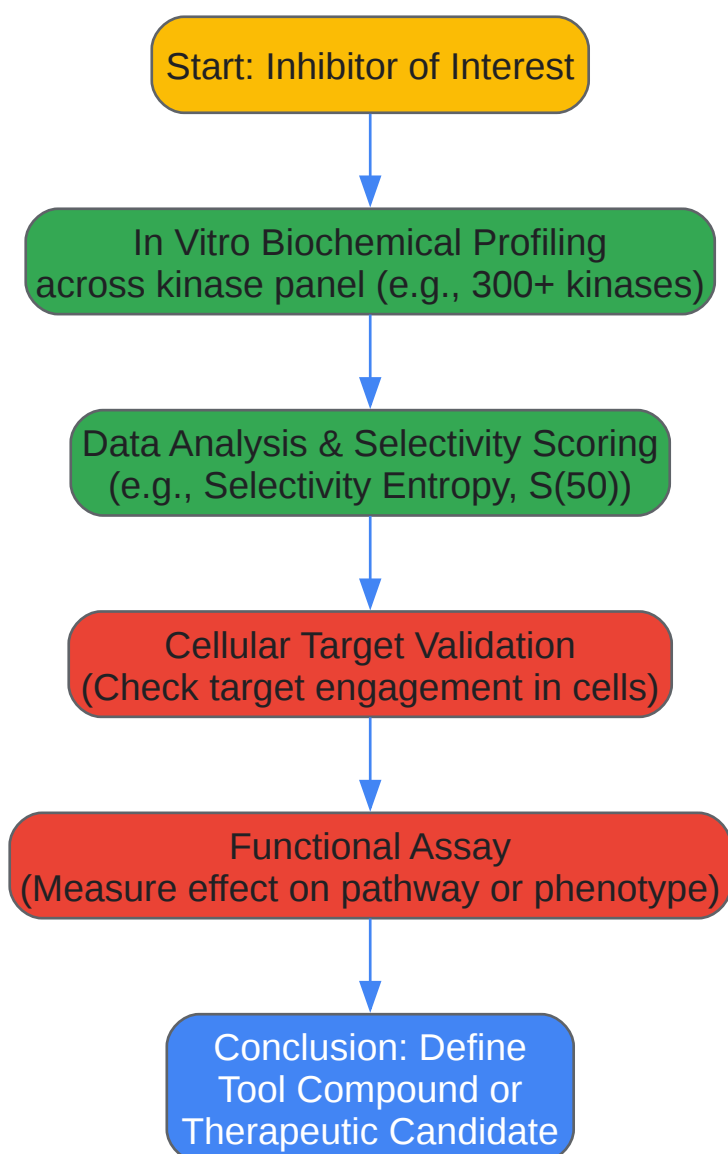 Start: Inhibitor of Interest
In Vitro Biochemical Profiling
across kinase panel (e.g., 300+ kinases)
Data Analysis & Selectivity Scoring
(e.g., Selectivity Entropy, S(50))
Cellular Target Validation
(Check target engagement in cells)
Functional Assay
(Measure effect on pathway or phenotype)
Conclusion: Define
Tool Compound or
Therapeutic Candidate